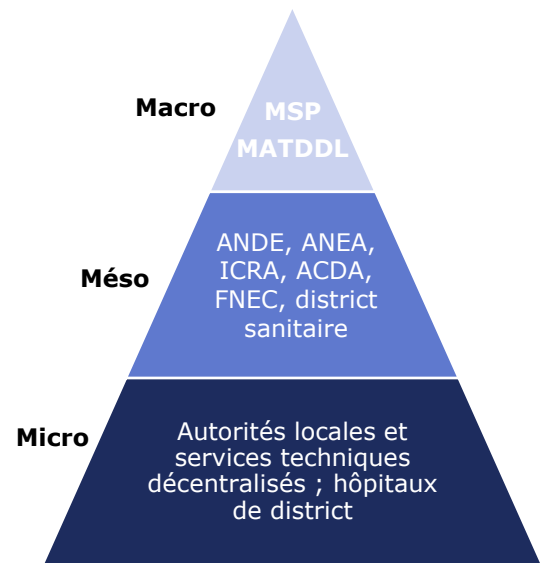 Macro
MSP
MATDDL
Méso
ANDE, ANEA,
ICRA, ACDA,
FNEC, district
sanitaire
Micro
Autorités locales et
services techniques
décentralisés ; hôpitaux
de district